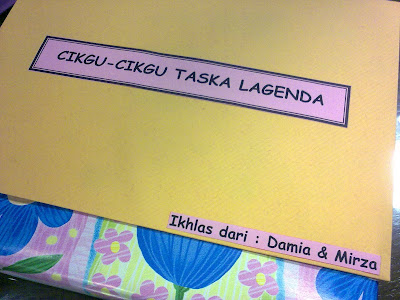 CIKGU-CIKGU TASKA LAGENDA
Ikhlas dari : Damia & Mirza